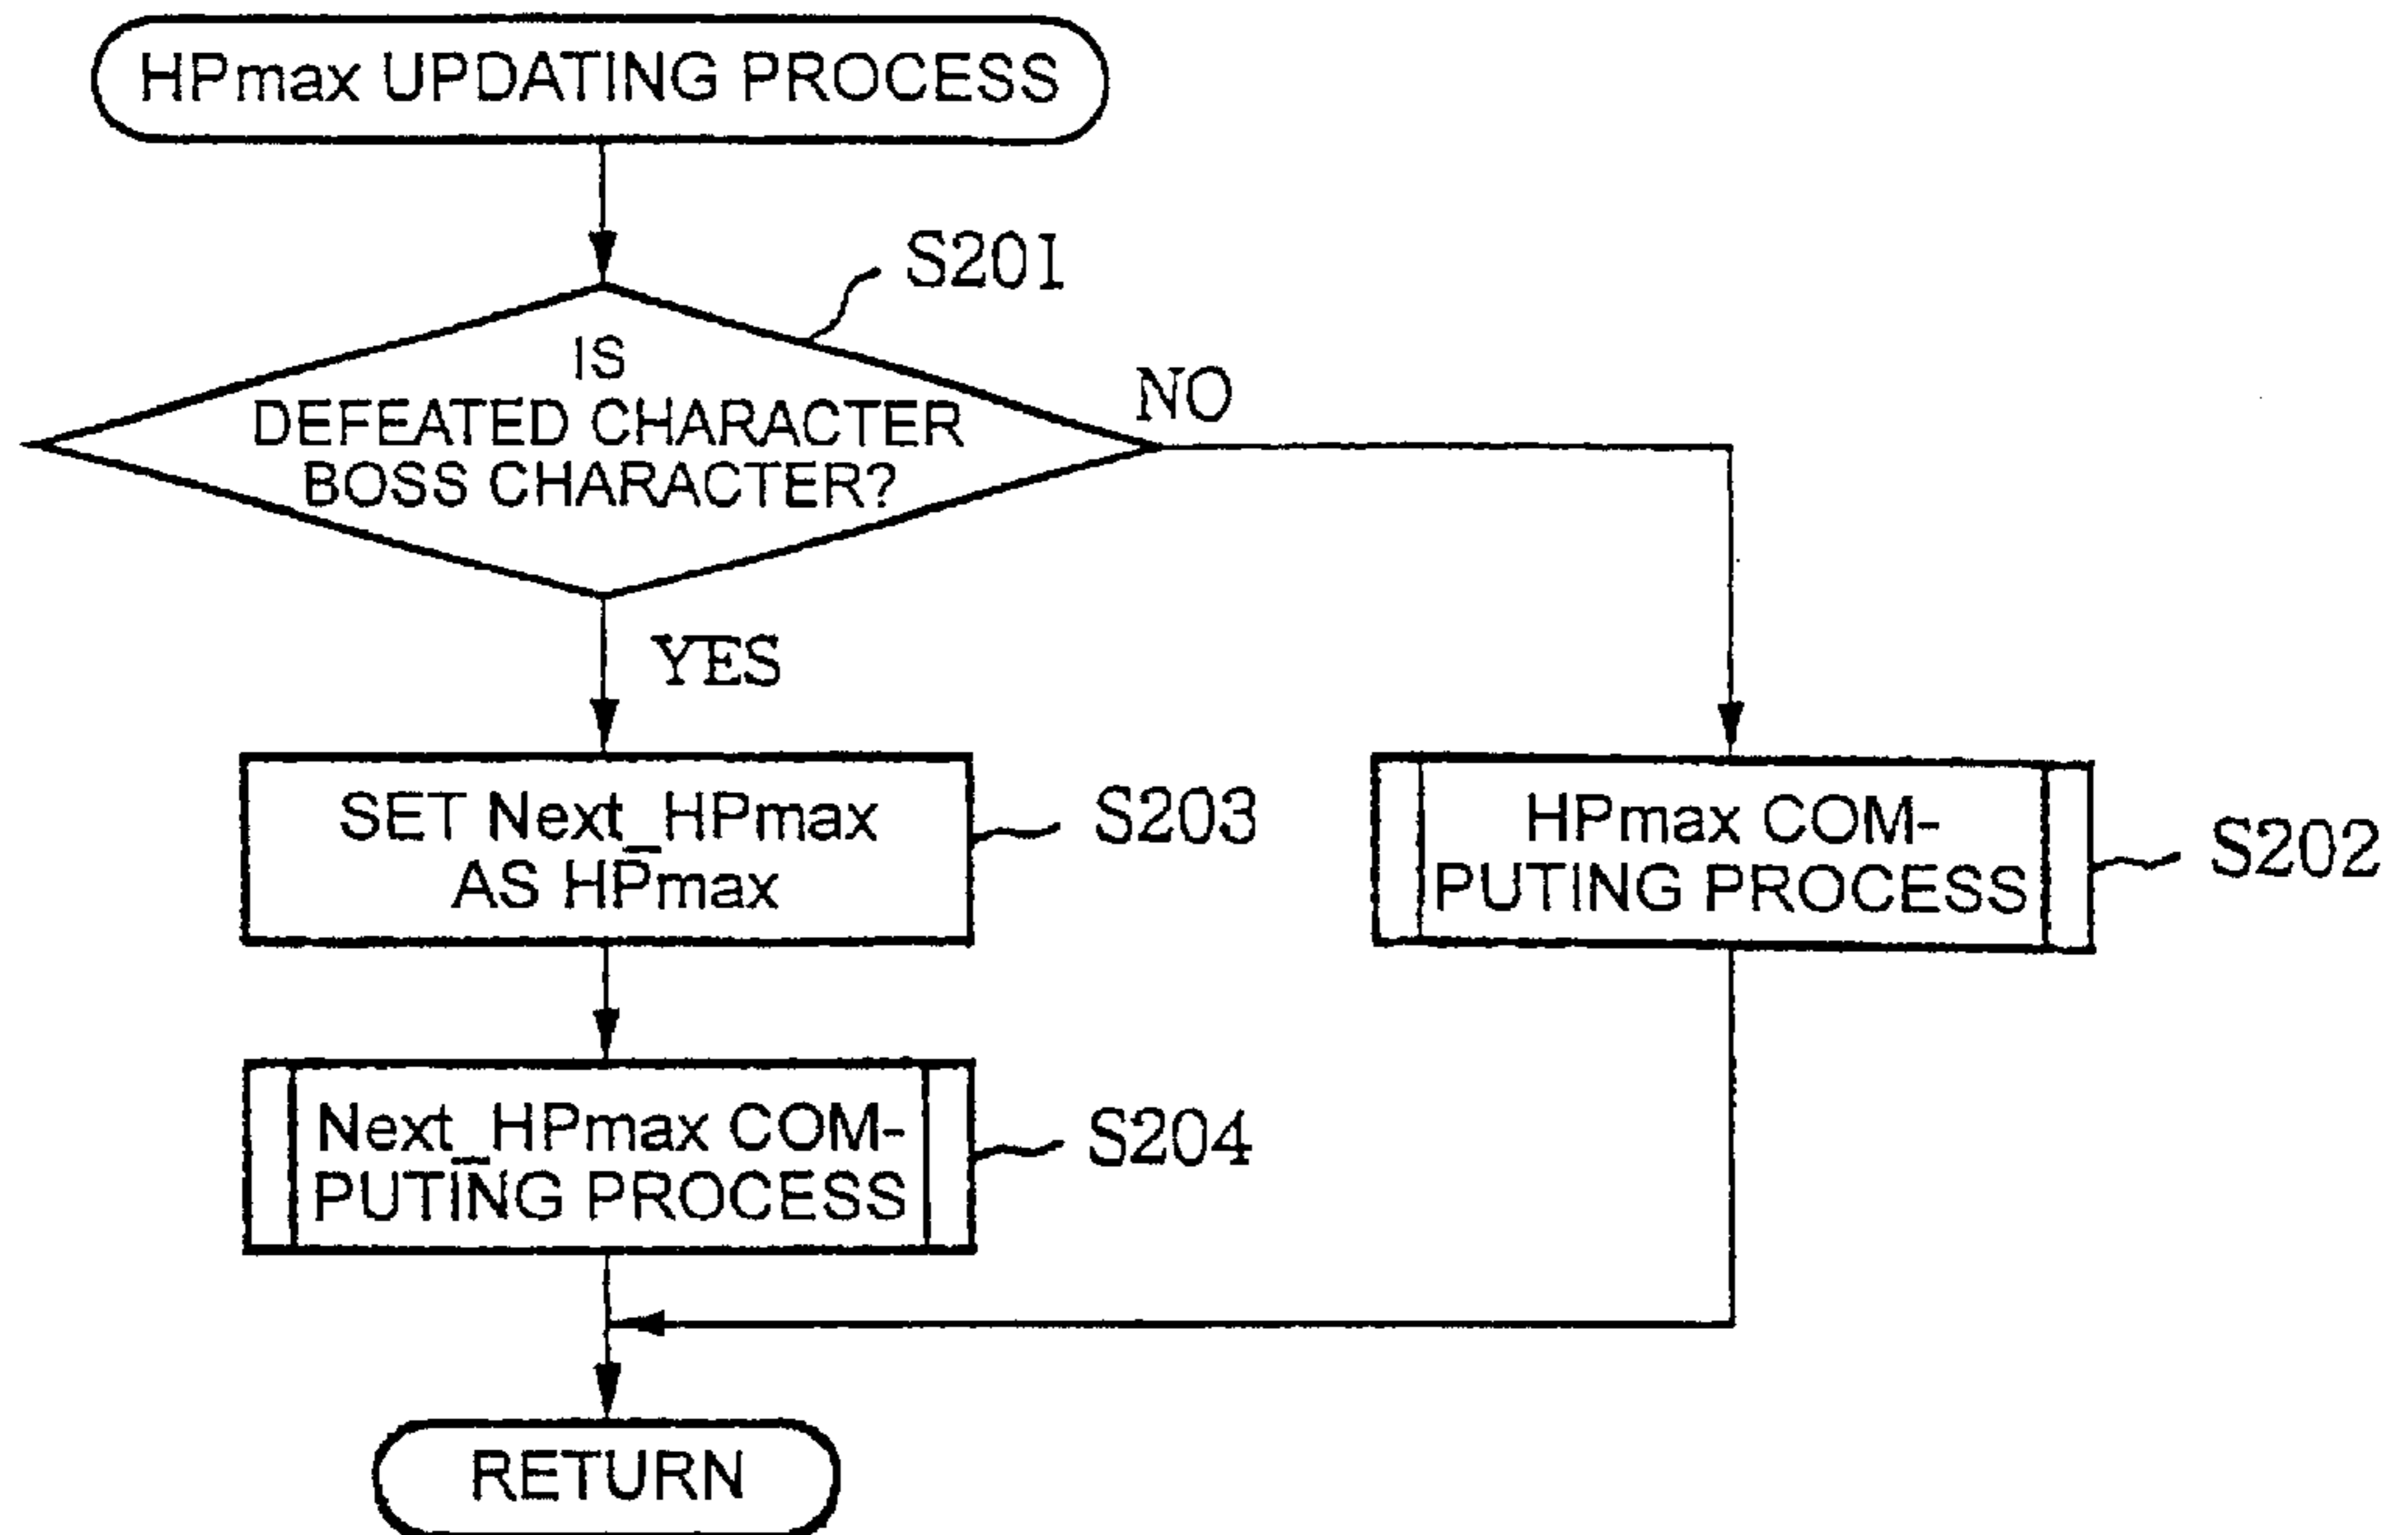 HPmax UPDATING PROCESS
S201
IS
DEFEATED CHARACTER
BOSS CHARACTER?
NO
YES
SET Next_HPmax
AS HPmax
S203
HPmax COM-
PUTING PROCESS
S202
Next_HPmax COM-
PUTING PROCESS
S204
RETURN